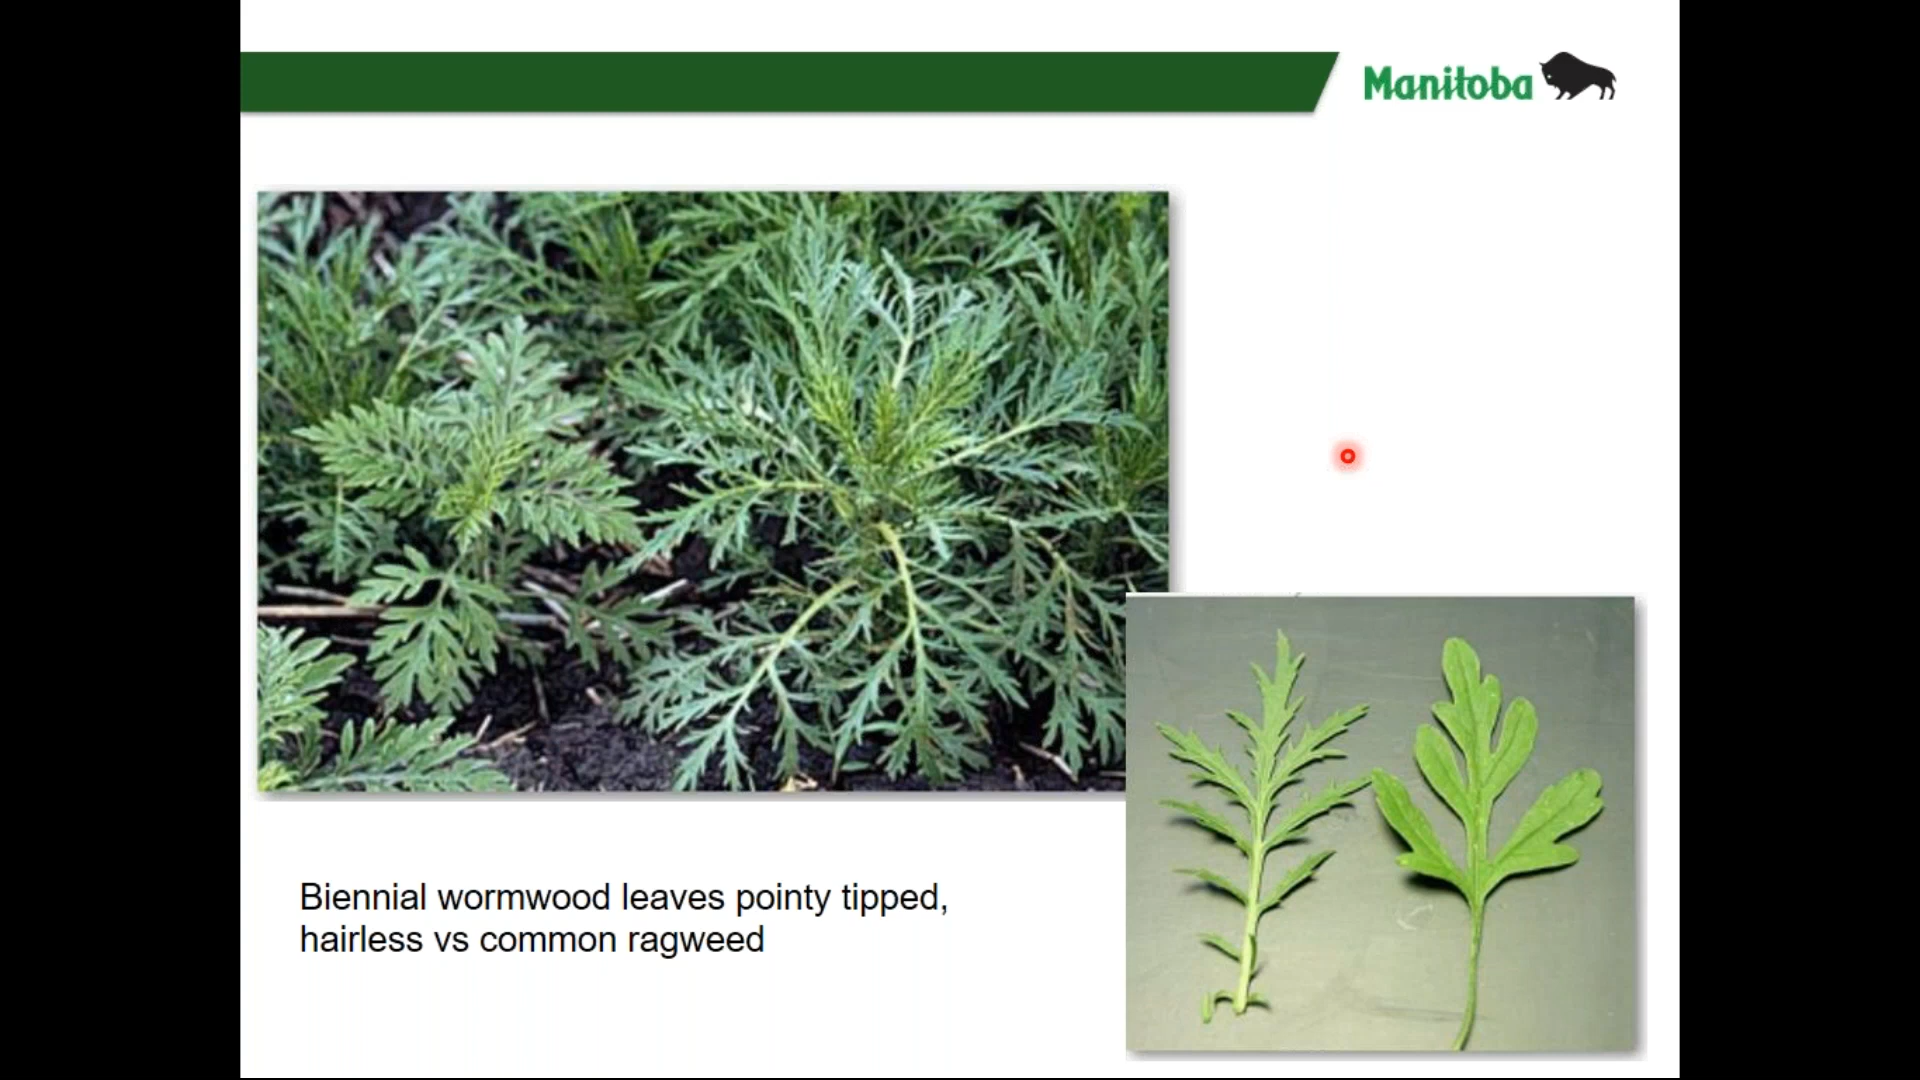 Manitoba
Biennial wormwood leaves pointy tipped,
hairless vs common ragweed